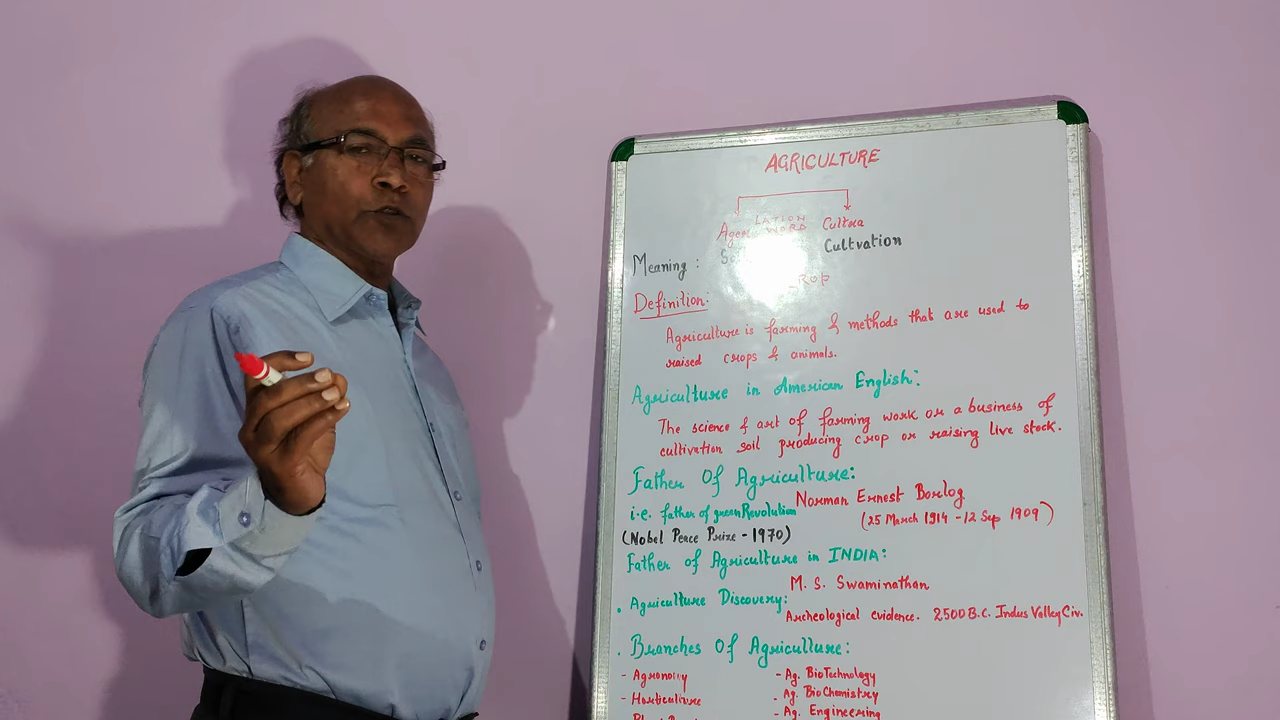 AGRICULTURE
LATION
WORD Cultura
Meaning: Cultvation
Definition:
Agriculture is farming & methods that are used to
raised crops & animals.
Agriculture in American English:
The science & art of farming work or a business of
cultivation soil producing crop or raising live stock.
Father Of Agriculture:
Norman Ernest Borlog
i.e. father of green Revolution
(25 March 1914 - 12 Sep 1909)
(Nobel Peace Prize - 1970)
Father of Agriculture in INDIA:
M. S. Swaminathan
. Agriculture Discovery:
Archeological evidence. 2500 B.C. Indus Valley Civ.
. Branches Of Agriculture:
- Agronomy - Ag. BioTechnology
- Horticulture - Ag. BioChemistry
- Ag. Engineering